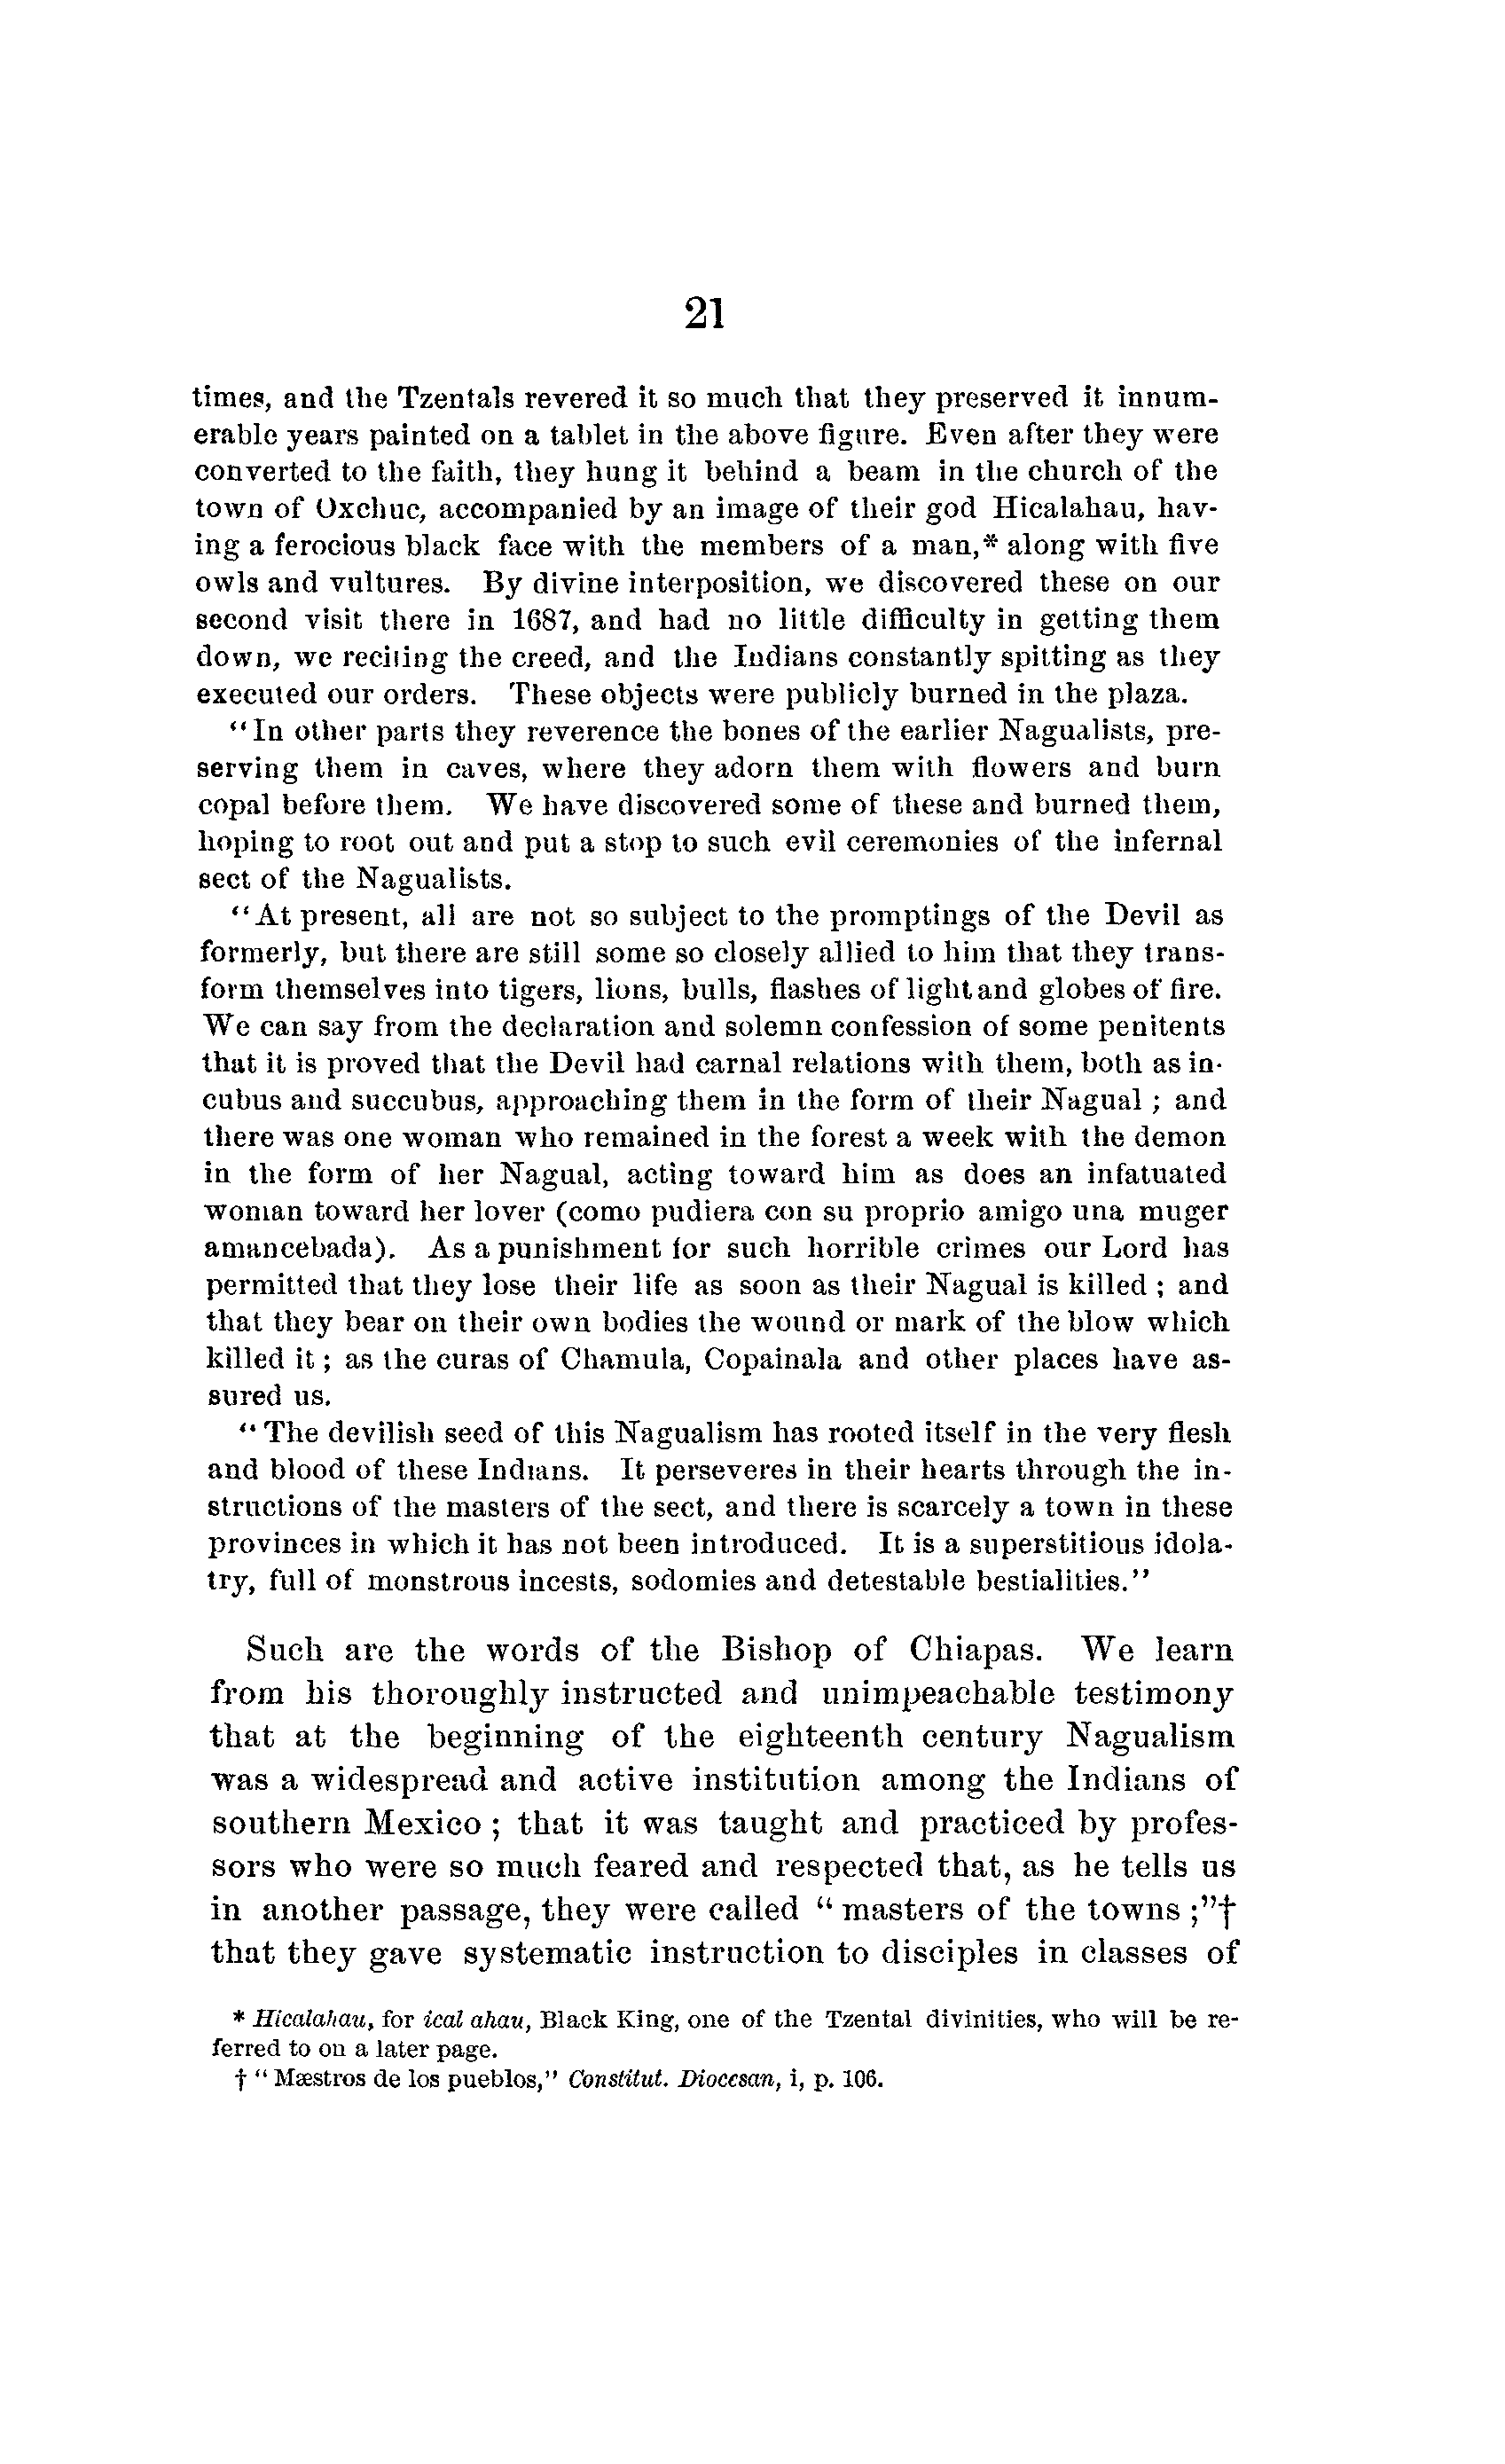 21
times, and the Tzentals revered it so much that they preserved it innum-
erable years painted on a tablet in the above figure. Even after they were
converted to the faith, they hung it behind a beam in the church of the
town of Oxchuc, accompanied by an image of their god Hicalahau, hav-
ing a ferocious black face with the members of a man,* along with five
owls and vultures. By divine interposition, we discovered these on our
second visit there in 1687, and had no little difficulty in getting them
down, we reciting the creed, and the Indians constantly spitting as they
executed our orders. These objects were publicly burned in the plaza.
"In other parts they reverence the bones of the earlier Nagualists, pre-
serving them in caves, where they adorn them with flowers and burn
copal before them. We have discovered some of these and burned them,
hoping to root out and put a stop to such evil ceremonies of the infernal
sect of the Nagualists.
"At present, all are not so subject to the promptings of the Devil as
formerly, but there are still some so closely allied to him that they trans-
form themselves into tigers, lions, bulls, flashes of light and globes of fire.
We can say from the declaration and solemn confession of some penitents
that it is proved that the Devil had carnal relations with them, both as in-
cubus and succubus, approaching them in the form of their Nagual; and
there was one woman who remained in the forest a week with the demon
in the form of her Nagual, acting toward him as does an infatuated
woman toward her lover (como pudiera con su proprio amigo una muger
amancebada). As a punishment for such horrible crimes our Lord has
permitted that they lose their life as soon as their Nagual is killed; and
that they bear on their own bodies the wound or mark of the blow which
killed it; as the curas of Chamula, Copainala and other places have as-
sured us.
"The devilish seed of this Nagualism has rooted itself in the very flesh
and blood of these Indians. It perseveres in their hearts through the in-
structions of the masters of the sect, and there is scarcely a town in these
provinces in which it has not been introduced. It is a superstitious idola-
try, full of monstrous incests, sodomies and detestable bestialities."
Such are the words of the Bishop of Chiapas. We learn
from his thoroughly instructed and unimpeachable testimony
that at the beginning of the eighteenth century Nagualism
was a widespread and active institution among the Indians of
southern Mexico; that it was taught and practiced by profes-
sors who were so much feared and respected that, as he tells us
in another passage, they were called "masters of the towns;"†
that they gave systematic instruction to disciples in classes of
* Hicalahau, for ical ahau, Black King, one of the Tzental divinities, who will be re-
ferred to on a later page.
† "Mæstros de los pueblos," Constitut. Diocesan, i, p. 106.